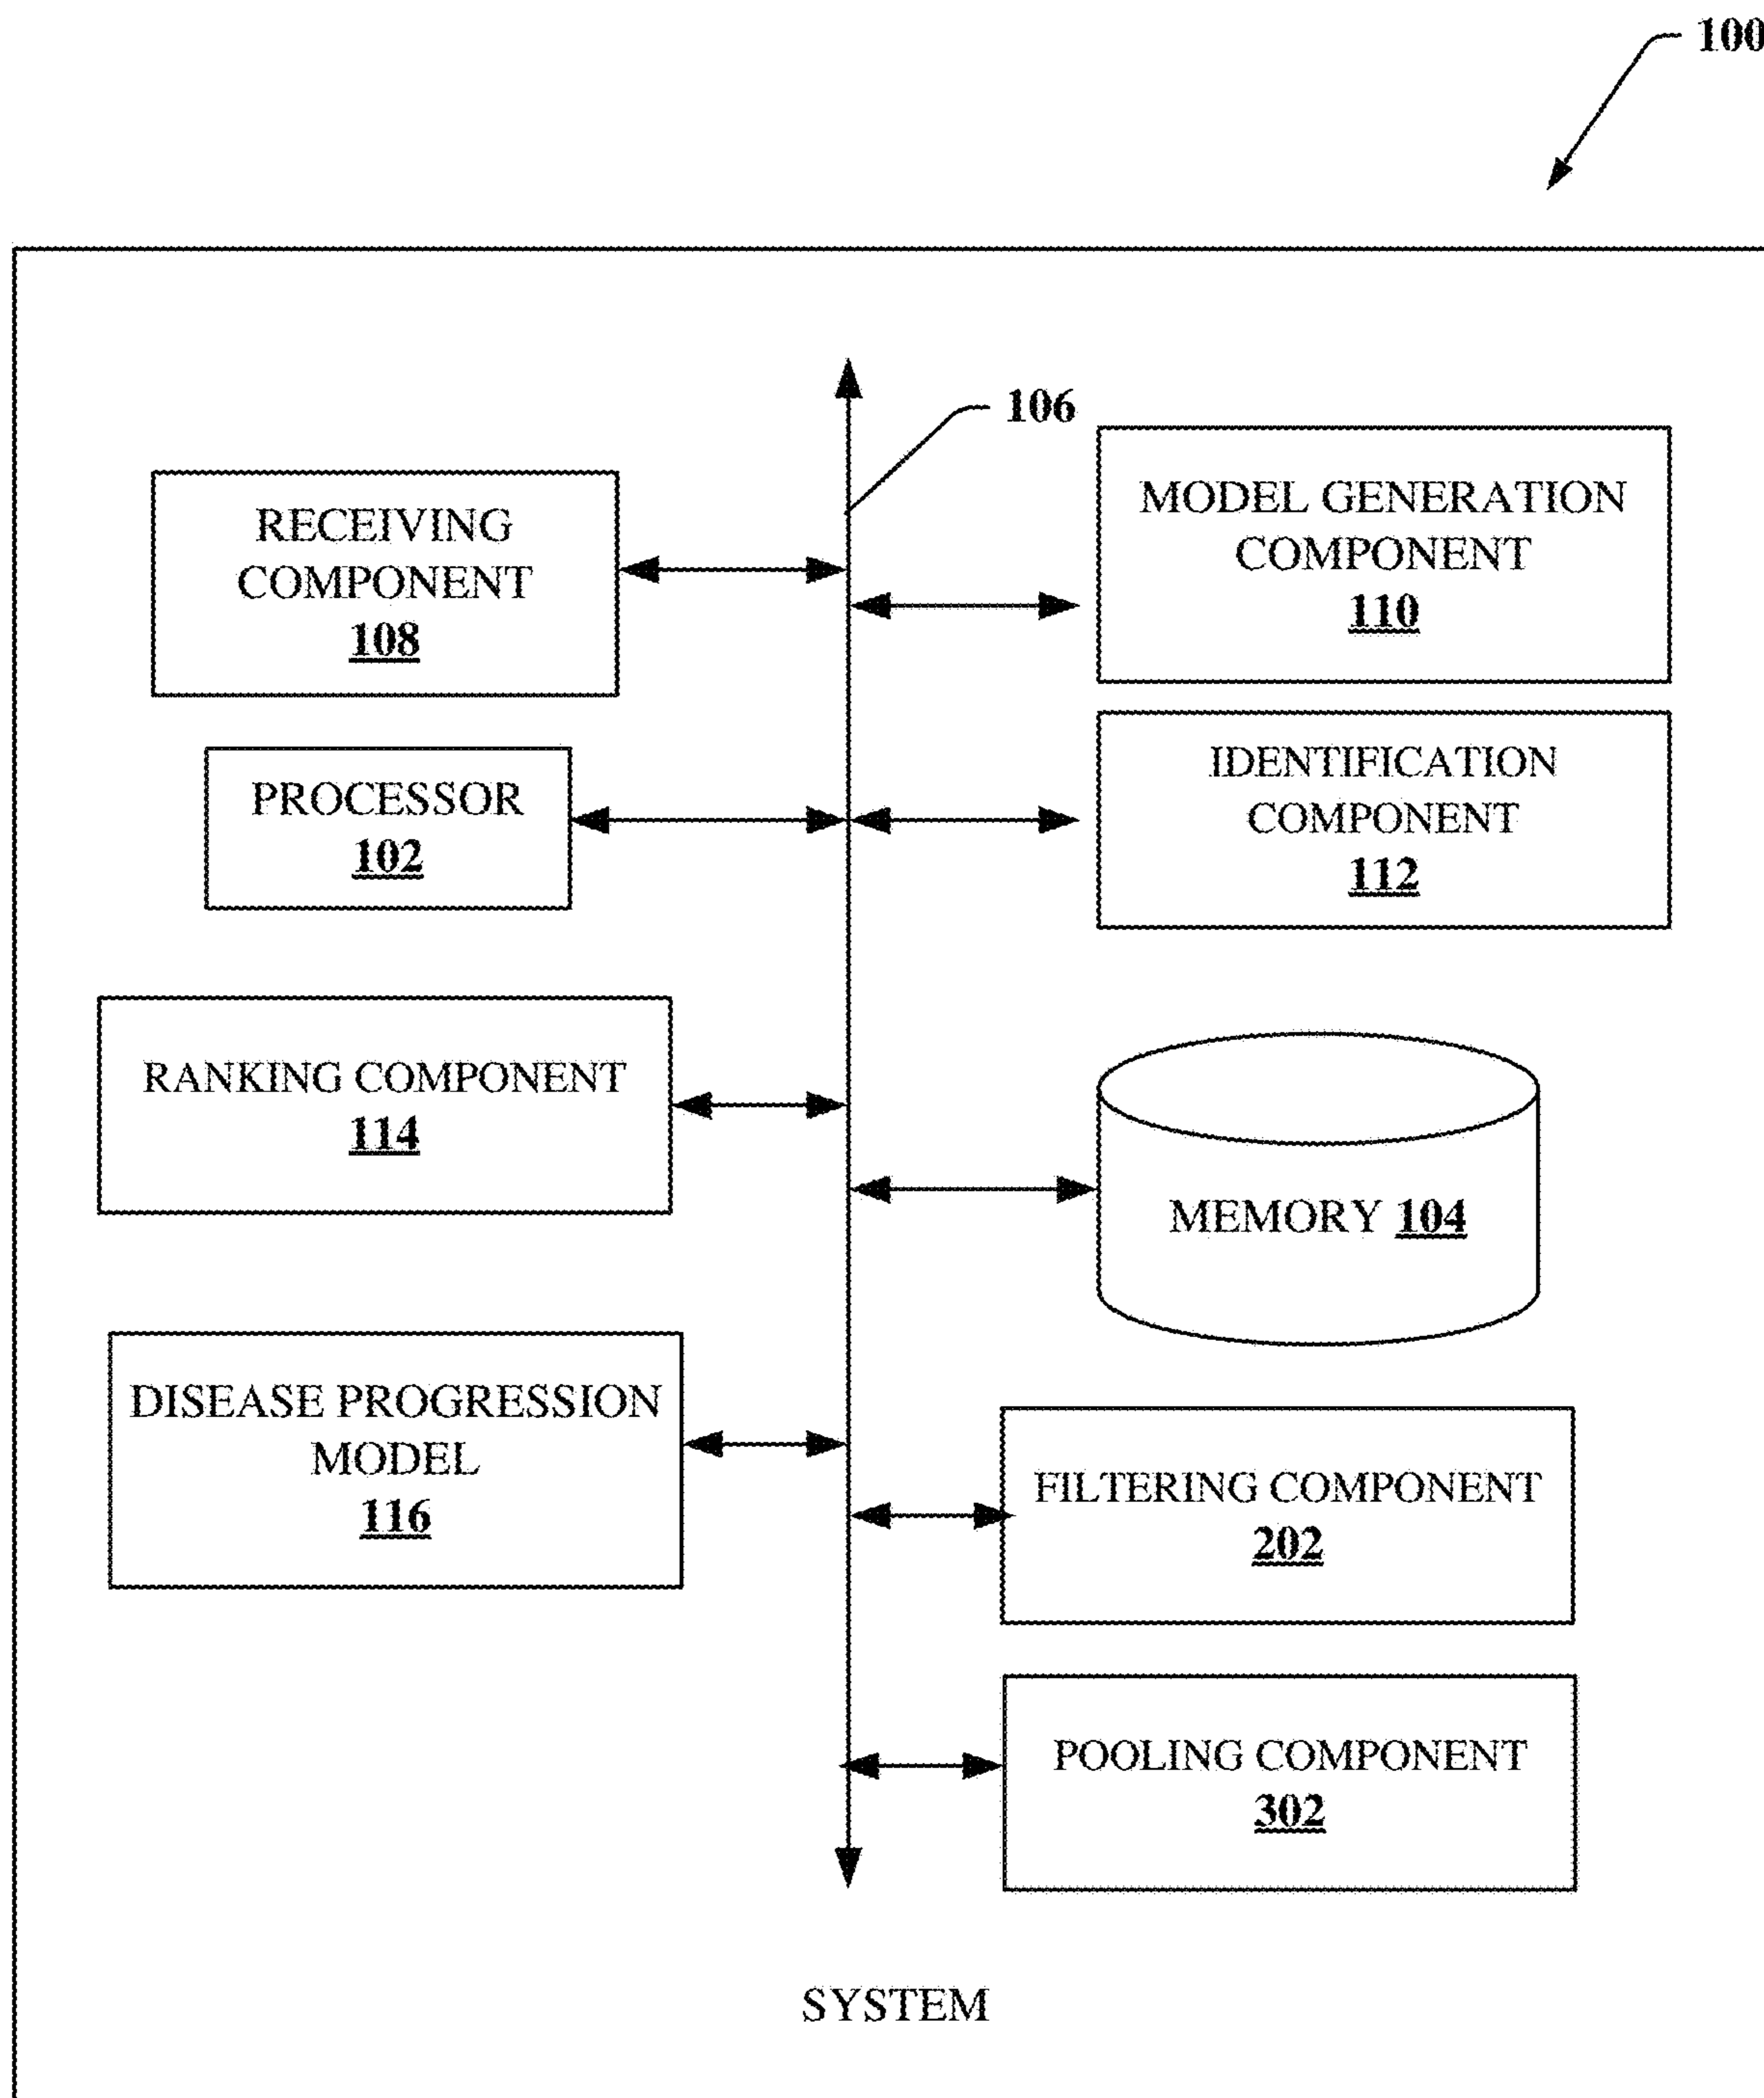 100
106
RECEIVING
COMPONENT
108
MODEL GENERATION
COMPONENT
110
PROCESSOR
102
IDENTIFICATION
COMPONENT
112
RANKING COMPONENT
114
MEMORY 104
DISEASE PROGRESSION
MODEL
116
FILTERING COMPONENT
202
POOLING COMPONENT
302
SYSTEM